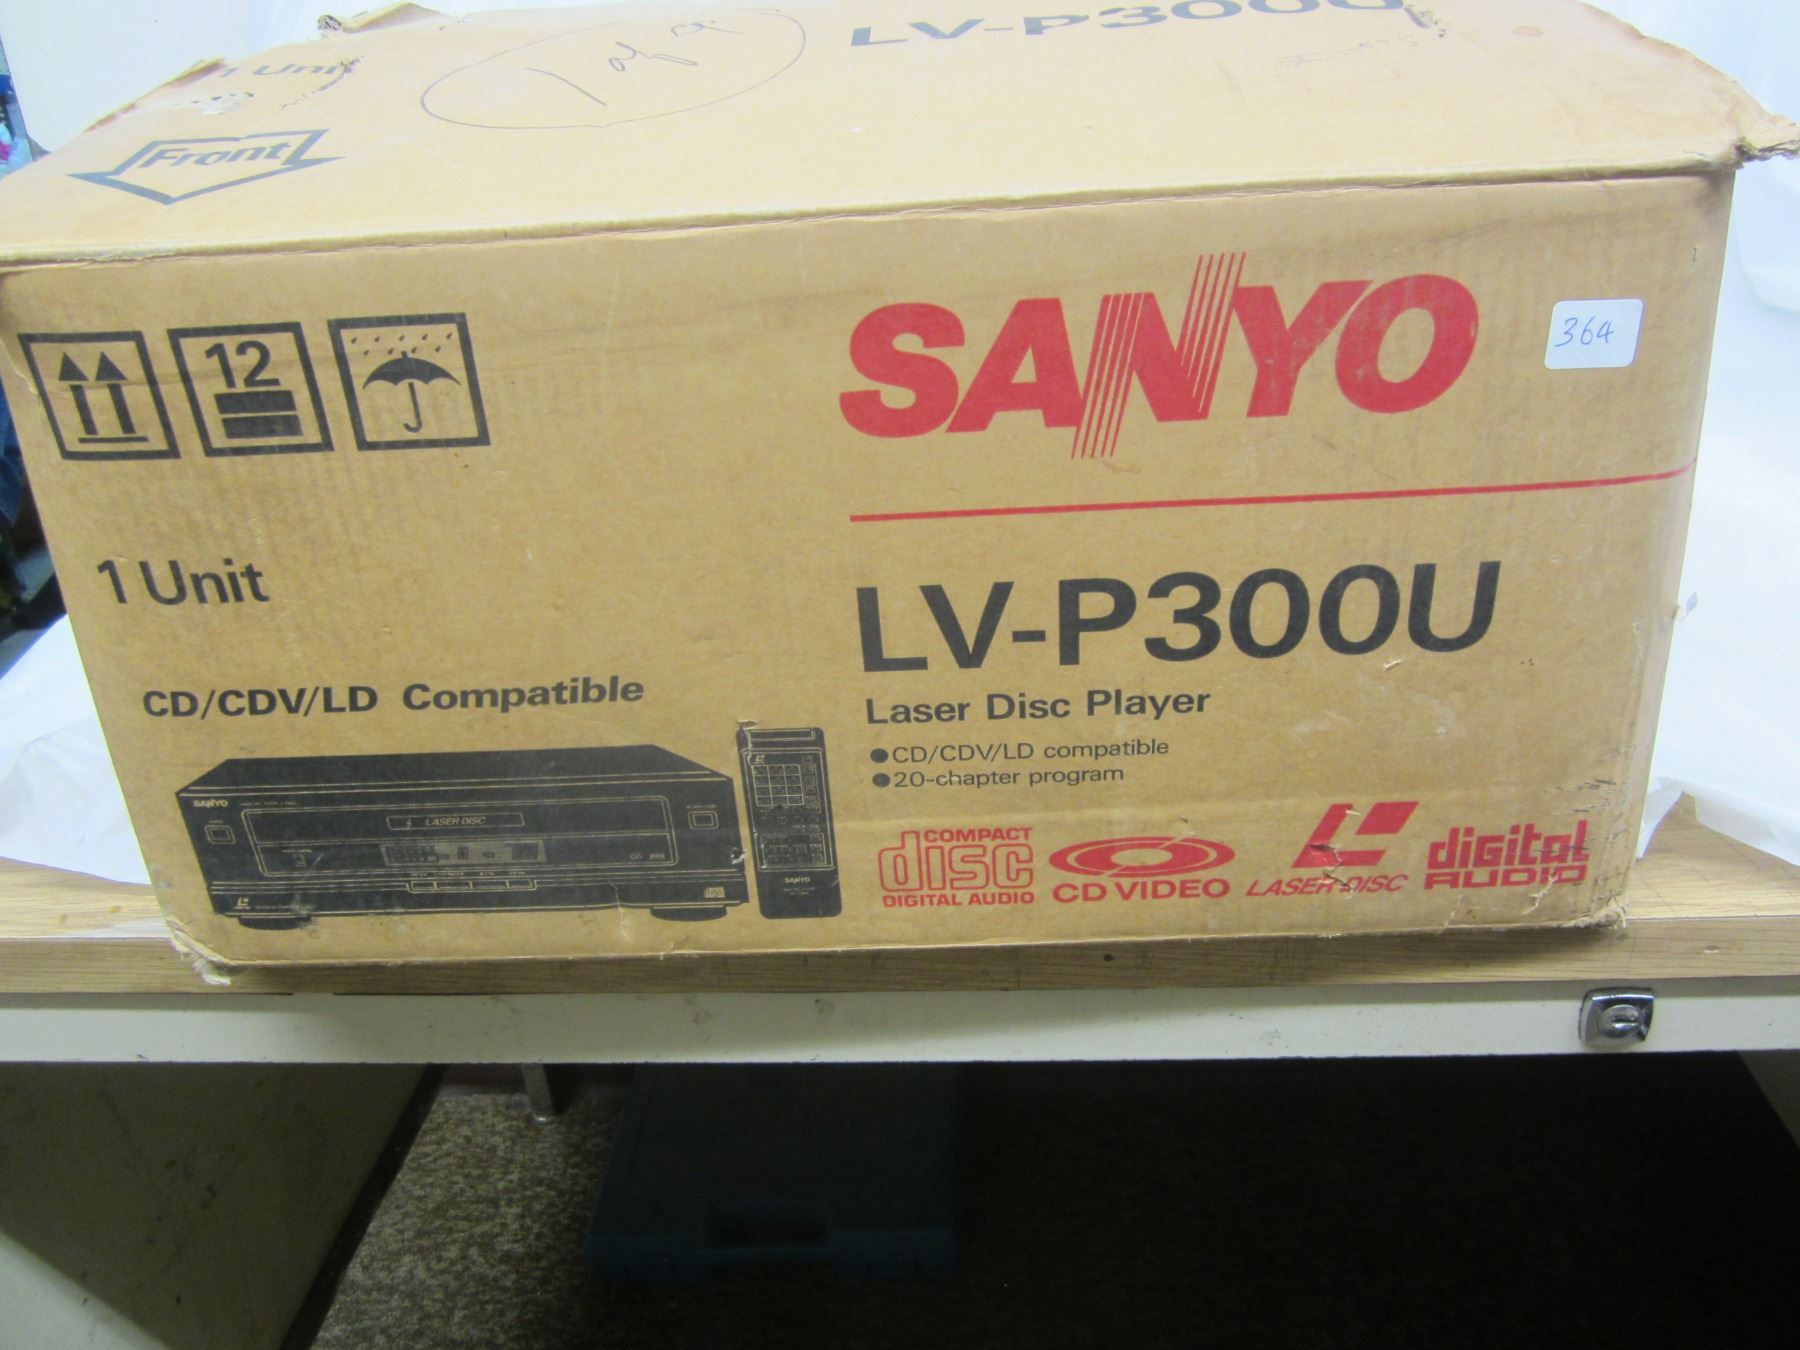 LV-P300U
1 Unit
Front
SANYO
364
12
1 Unit
LV-P300U
CD/CDV/LD Compatible
Laser Disc Player
●CD/CDV/LD compatible
●20-chapter program
SANYO
LASER DISC
SANYO
COMPACT
disc
DIGITAL AUDIO
CD VIDEO
LASER DISC
digital
AUDIO